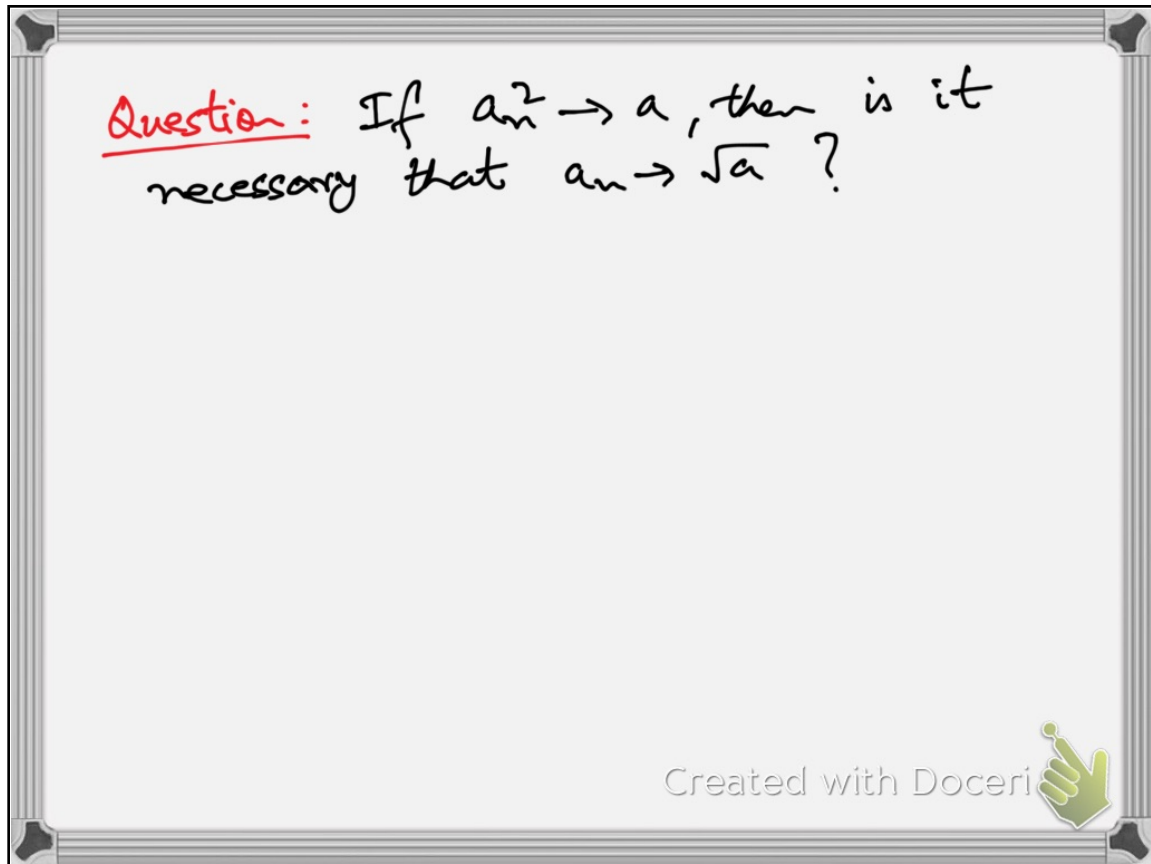 Question: If aₙ² → a, then is it
necessary that aₙ → √a ?
Created with Doceri